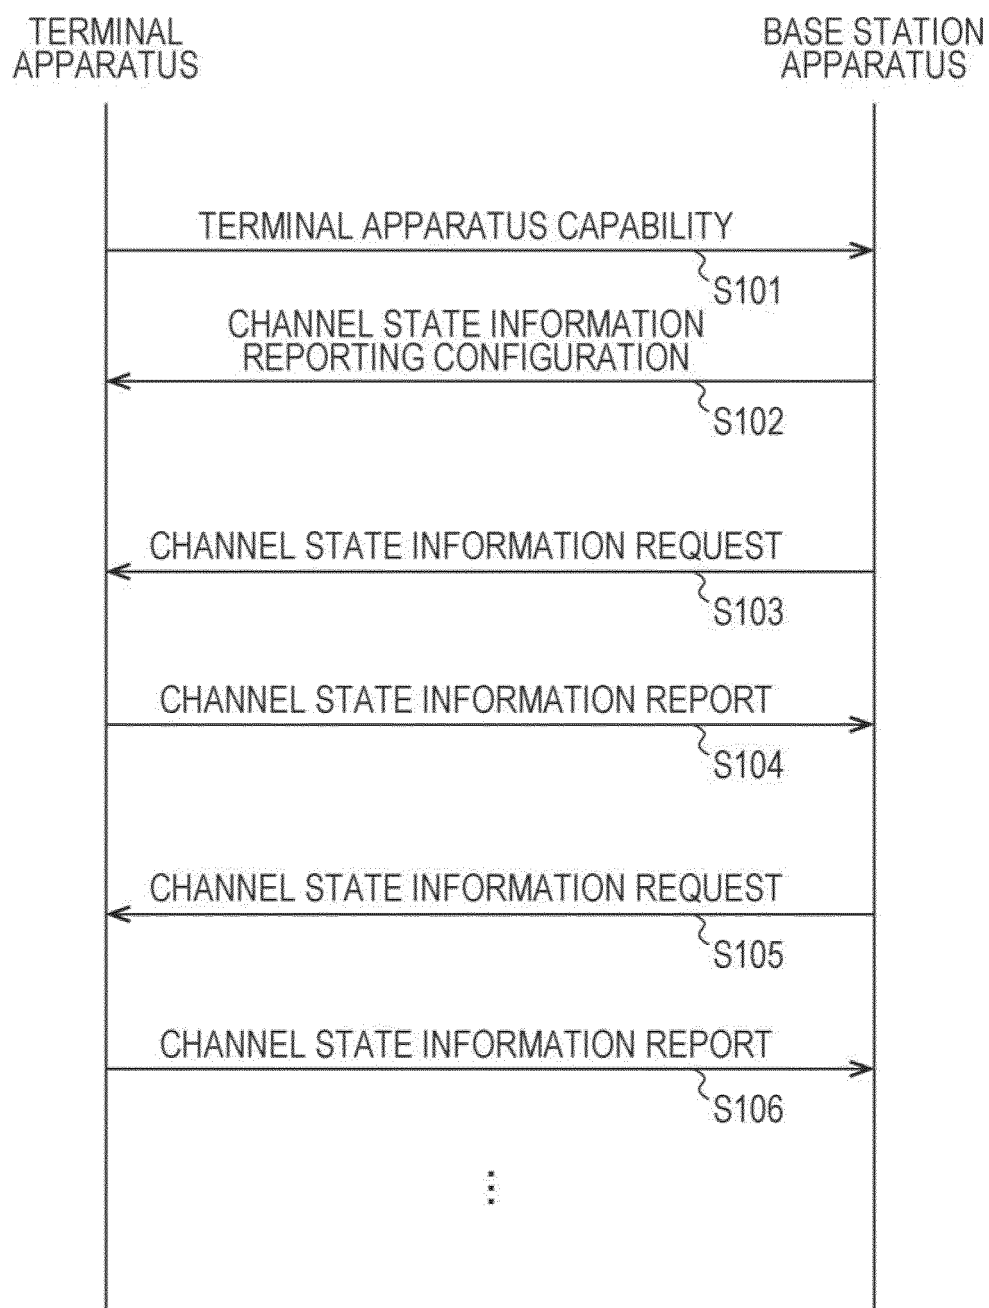 TERMINAL
APPARATUS
BASE STATION
APPARATUS
TERMINAL APPARATUS CAPABILITY
S101
CHANNEL STATE INFORMATION
REPORTING CONFIGURATION
S102
CHANNEL STATE INFORMATION REQUEST
S103
CHANNEL STATE INFORMATION REPORT
S104
CHANNEL STATE INFORMATION REQUEST
S105
CHANNEL STATE INFORMATION REPORT
S106